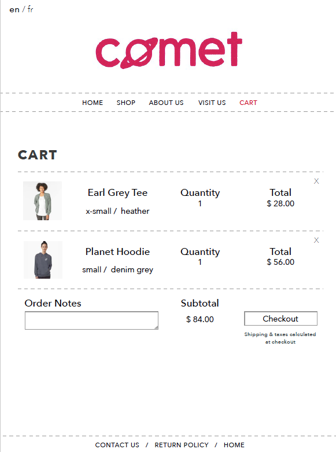 en / fr
comet
HOME SHOP ABOUT US VISIT US CART
CART
X
Earl Grey Tee Quantity Total
1 $ 28.00
x-small / heather
X
Planet Hoodie Quantity Total
1 $ 56.00
small / denim grey
Order Notes Subtotal
$ 84.00 Checkout
Shipping & taxes calculated
at checkout
CONTACT US / RETURN POLICY / HOME